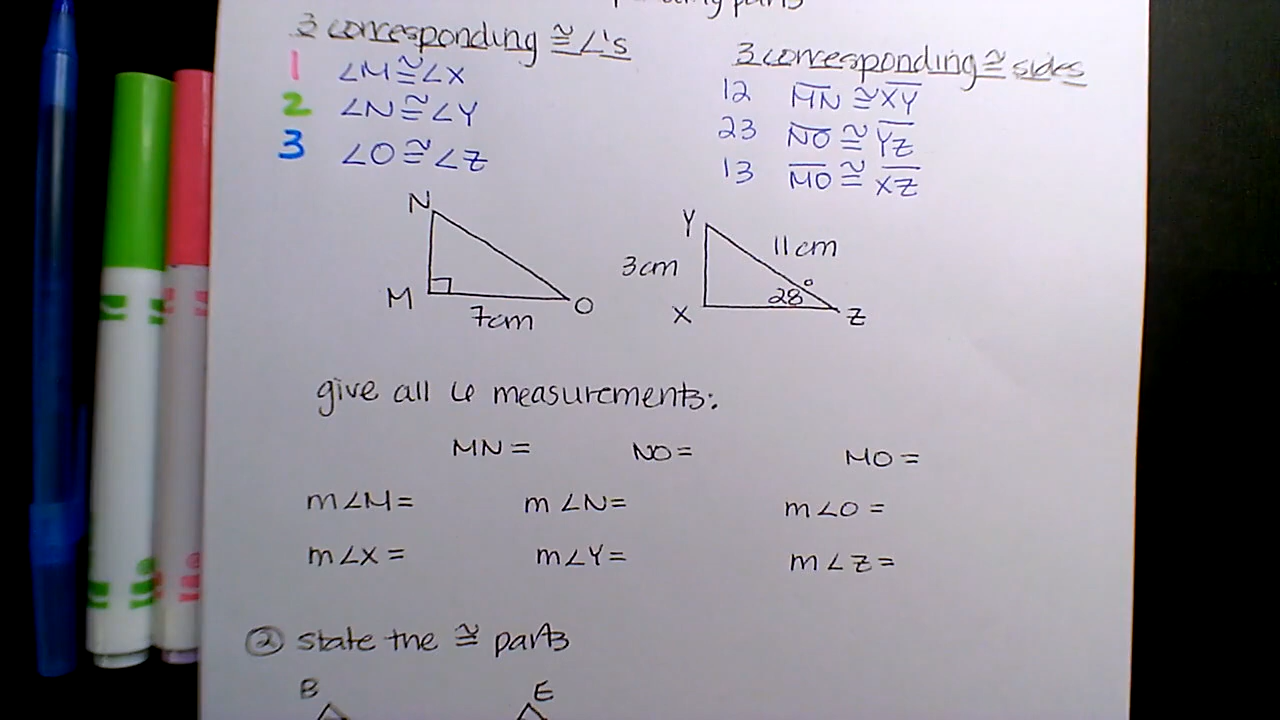 parts
3 corresponding ≅ ∠'s
1 ∠M≅∠X
2 ∠N≅∠Y
3 ∠O≅∠Z
3 corresponding ≅ sides
12 MN ≅ XY
23 NO ≅ YZ
13 MO ≅ XZ
N
M
O
7cm
Y
11cm
3cm
28°
X
Z
give all 6 measurements:
MN = NO = MO =
m∠M= m∠N= m∠O =
m∠X = m∠Y= m∠Z=
② state the ≅ parts
B E